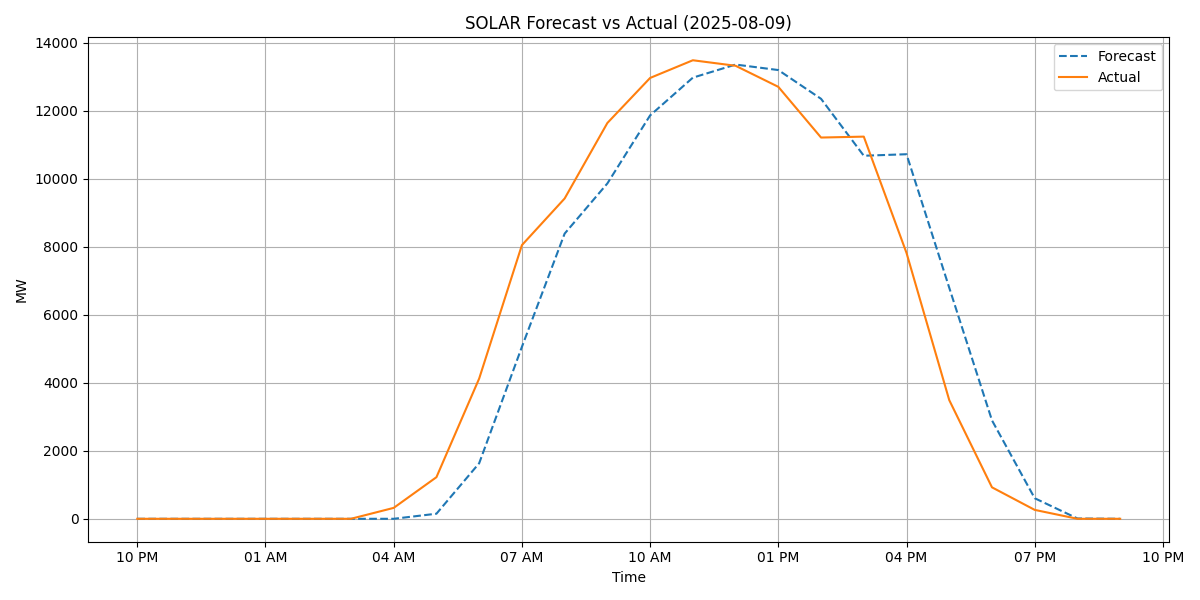 SOLAR Forecast vs Actual (2025-08-09)
Forecast
Actual
14000
12000
10000
8000
6000
4000
2000
0
MW
10 PM 01 AM 04 AM 07 AM 10 AM 01 PM 04 PM 07 PM 10 PM
Time